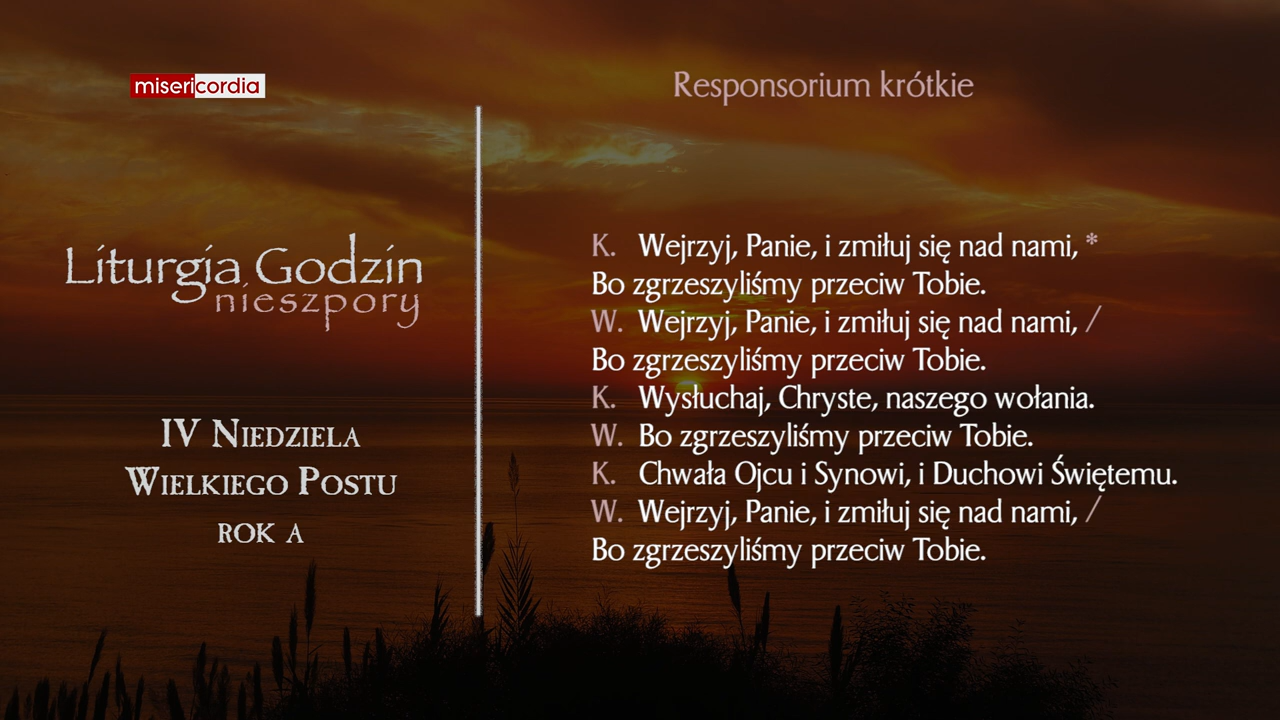 misericordia
Liturgia Godzin
nieszpory
IV Niedziela
Wielkiego Postu
rok a
Responsorium krótkie
K. Wejrzyj, Panie, i zmiłuj się nad nami, *
Bo zgrzeszyliśmy przeciw Tobie.
W. Wejrzyj, Panie, i zmiłuj się nad nami, /
Bo zgrzeszyliśmy przeciw Tobie.
K. Wysłuchaj, Chryste, naszego wołania.
W. Bo zgrzeszyliśmy przeciw Tobie.
K. Chwała Ojcu i Synowi, i Duchowi Świętemu.
W. Wejrzyj, Panie, i zmiłuj się nad nami, /
Bo zgrzeszyliśmy przeciw Tobie.